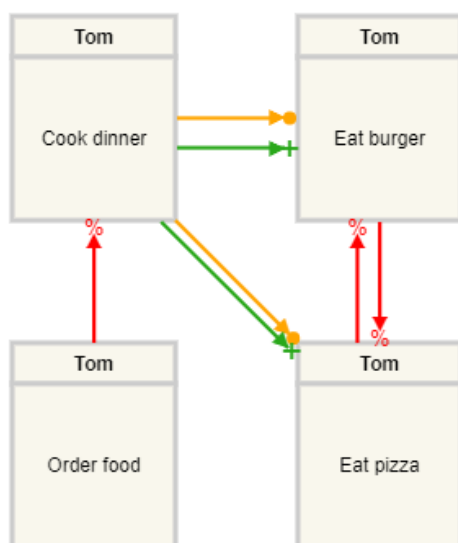 Tom
Cook dinner
Tom
Eat burger
%
%
%
Tom
Order food
Tom
Eat pizza